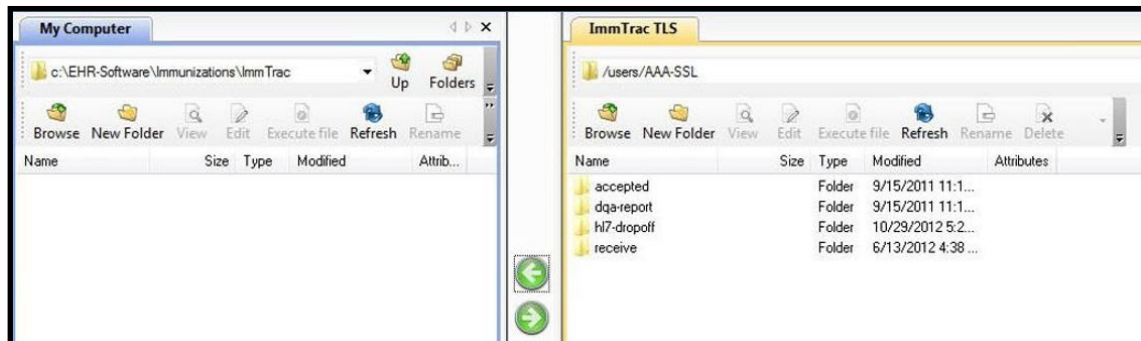 My Computer
c:\EHR-Software\Immunizations\ImmTrac
Up Folders
Browse New Folder View Edit Execute file Refresh Rename
Name Size Type Modified Attrib...
ImmTrac TLS
/users/AAA-SSL
Browse New Folder View Edit Execute file Refresh Rename Delete
Name Size Type Modified Attributes
accepted Folder 9/15/2011 11:1...
dqa-report Folder 9/15/2011 11:1...
hl7-dropoff Folder 10/29/2012 5:2...
receive Folder 6/13/2012 4:38 ...